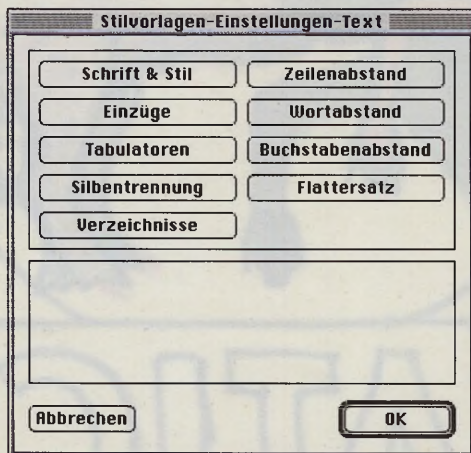 Stilvorlagen-Einstellungen-Text
Schrift & Stil Zeilenabstand
Einzüge Wortabstand
Tabulatoren Buchstabenabstand
Silbentrennung Flattersatz
Verzeichnisse
Abbrechen OK